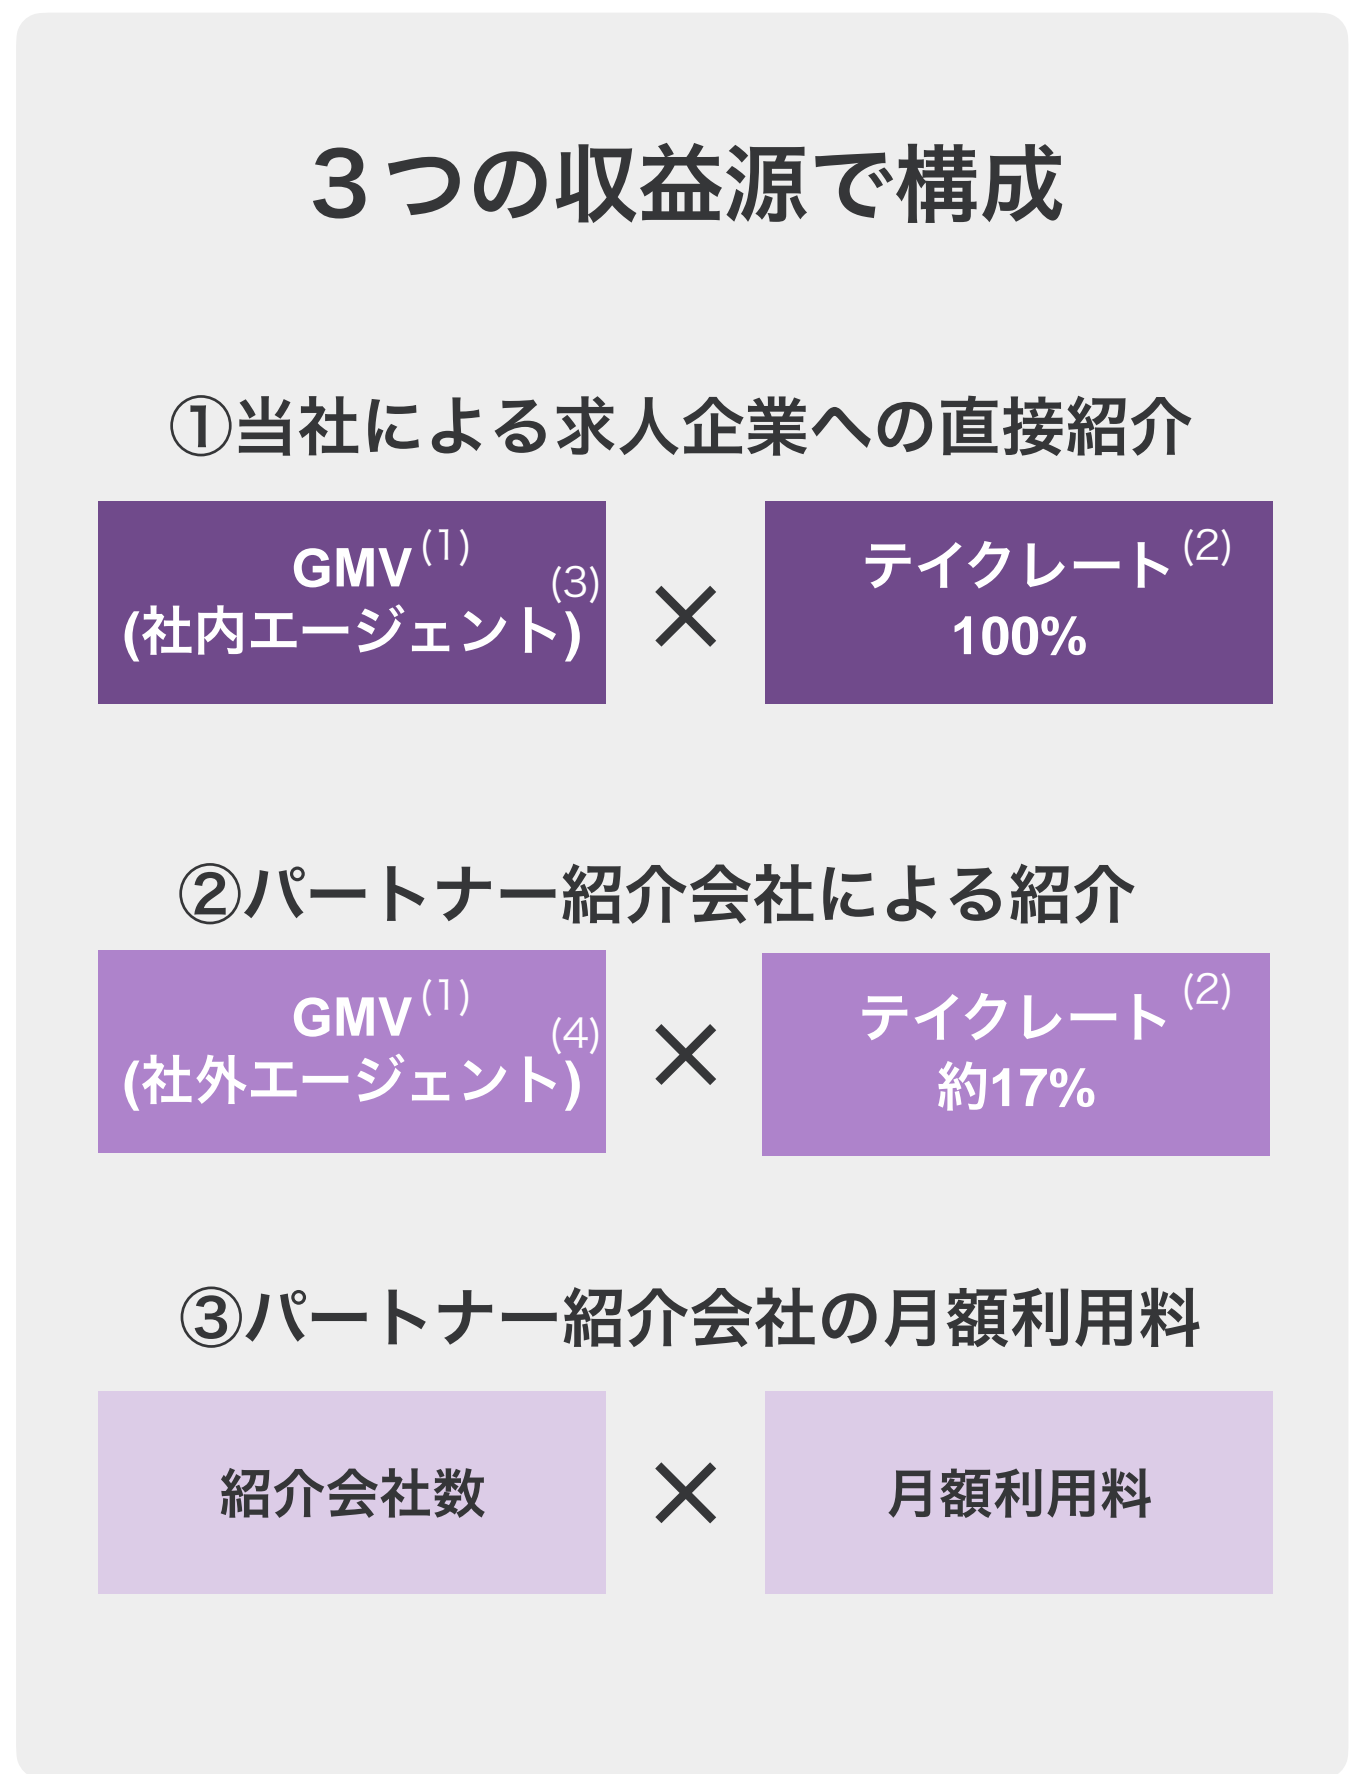 ３つの収益源で構成
①当社による求人企業への直接紹介
GMV(1)
(社内エージェント)(3)
×
テイクレート(2)
100%
②パートナー紹介会社による紹介
GMV(1)
(社外エージェント)(4)
×
テイクレート(2)
約17%
③パートナー紹介会社の月額利用料
紹介会社数
×
月額利用料